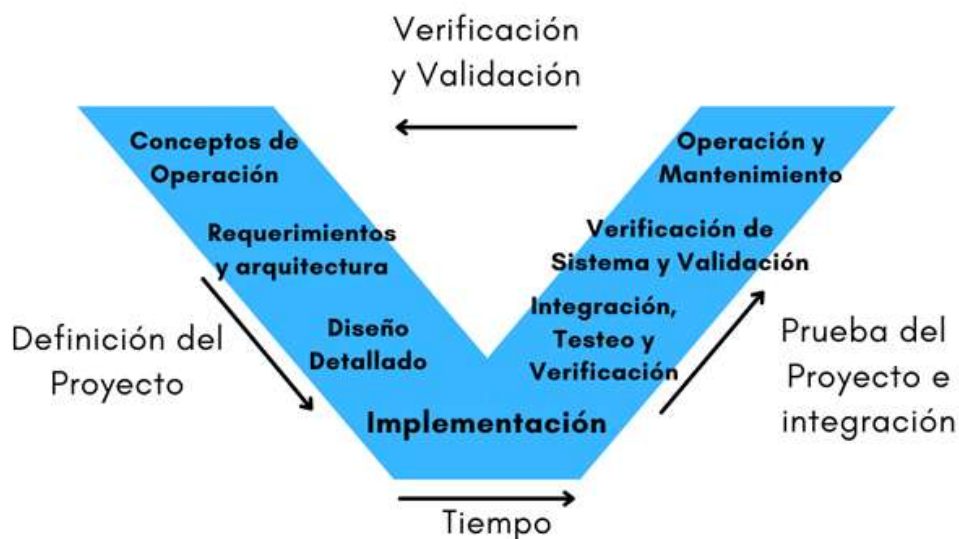 Verificación
y Validación
Conceptos de
Operación
Requerimientos
y arquitectura
Diseño
Detallado
Definición del
Proyecto
Implementación
Operación y
Mantenimiento
Verificación de
Sistema y Validación
Integración,
Testeo y
Verificación
Prueba del
Proyecto e
integración
Tiempo